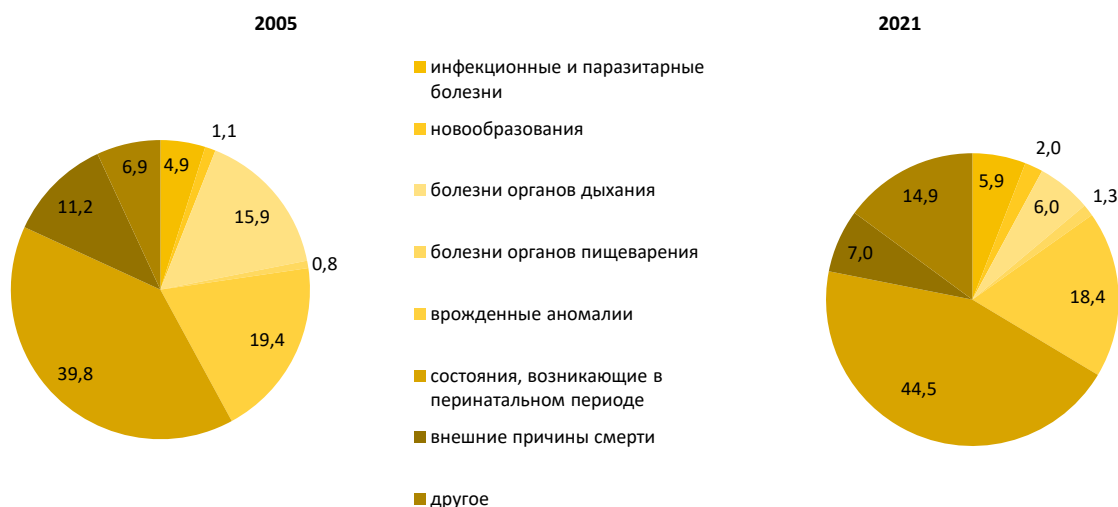 2005
2021
инфекционные и паразитарные
болезни
новообразования
болезни органов дыхания
болезни органов пищеварения
врожденные аномалии
состояния, возникающие в
перинатальном периоде
внешние причины смерти
другое
4,9
1,1
15,9
0,8
19,4
39,8
11,2
6,9
5,9
2,0
6,0
1,3
18,4
44,5
7,0
14,9